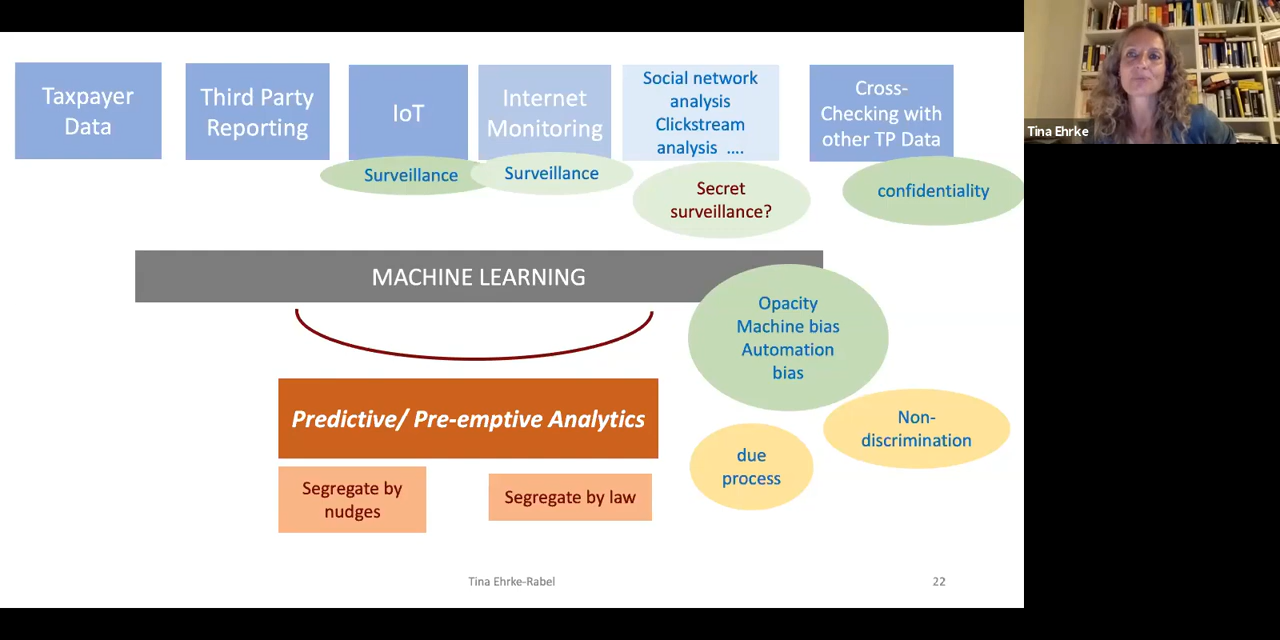 Taxpayer
Data
Third Party
Reporting
IoT
Internet
Monitoring
Social network
analysis
Clickstream
analysis ....
Cross-
Checking with
other TP Data
Tina Ehrke
Surveillance
Surveillance
Secret
surveillance?
confidentiality
MACHINE LEARNING
Opacity
Machine bias
Automation
bias
Predictive/ Pre-emptive Analytics
Non-
discrimination
due
process
Segregate by
nudges
Segregate by law
Tina Ehrke-Rabel
22